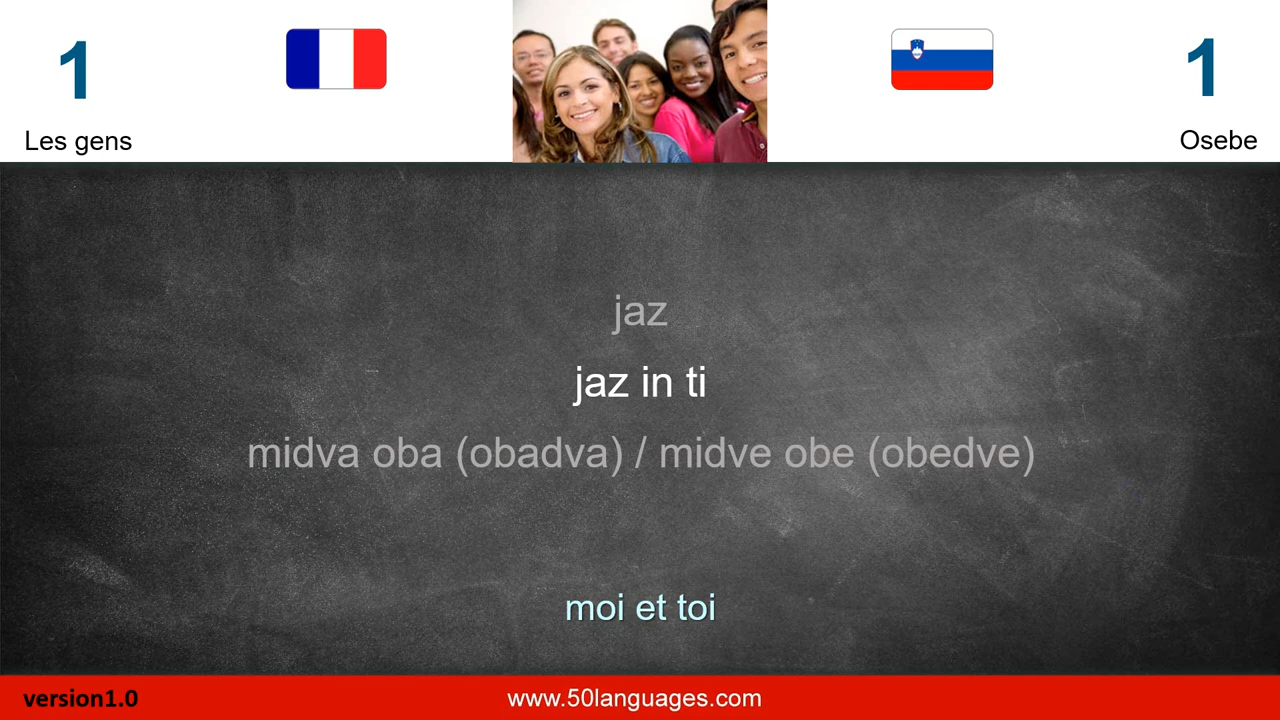 1
1
Les gens
Osebe
jaz
jaz in ti
midva oba (obadva) / midve obe (obedve)
moi et toi
version1.0
www.50languages.com